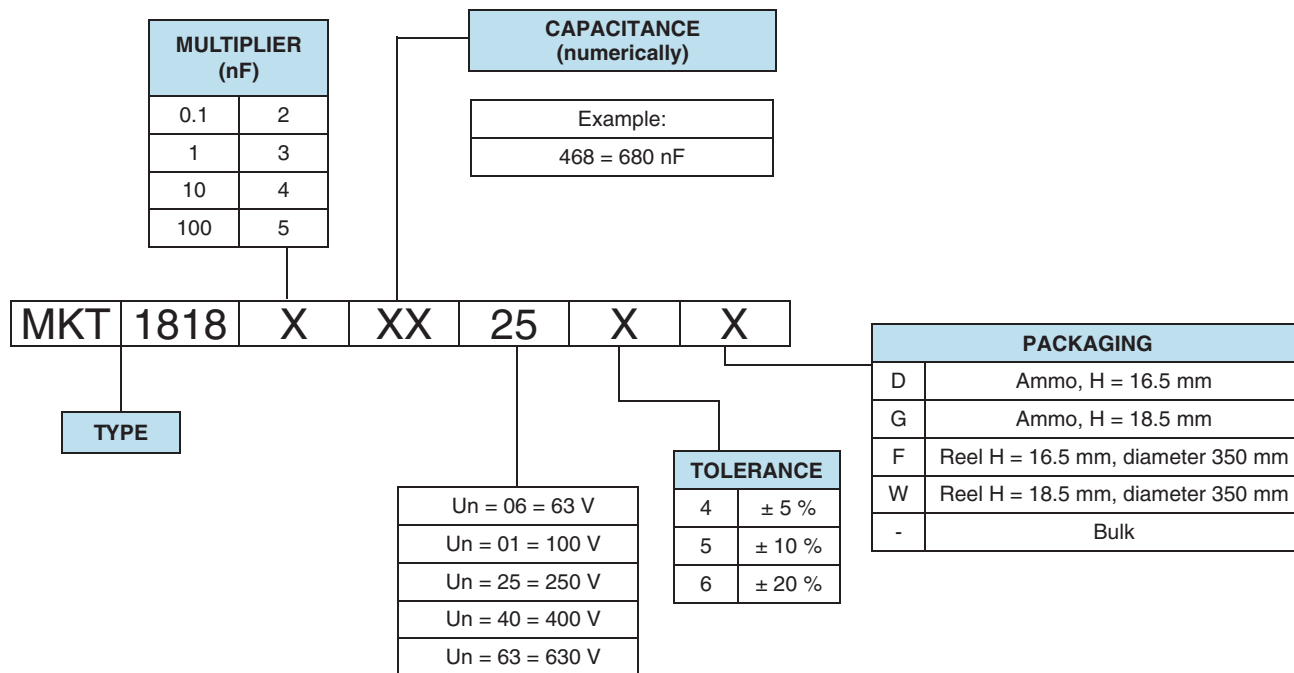 MULTIPLIER
(nF)
0.1 2
1 3
10 4
100 5
CAPACITANCE
(numerically)
Example:
468 = 680 nF
MKT 1818 X XX 25 X X
TYPE
Un = 06 = 63 V
Un = 01 = 100 V
Un = 25 = 250 V
Un = 40 = 400 V
Un = 63 = 630 V
TOLERANCE
4 ± 5 %
5 ± 10 %
6 ± 20 %
PACKAGING
D Ammo, H = 16.5 mm
G Ammo, H = 18.5 mm
F Reel H = 16.5 mm, diameter 350 mm
W Reel H = 18.5 mm, diameter 350 mm
- Bulk